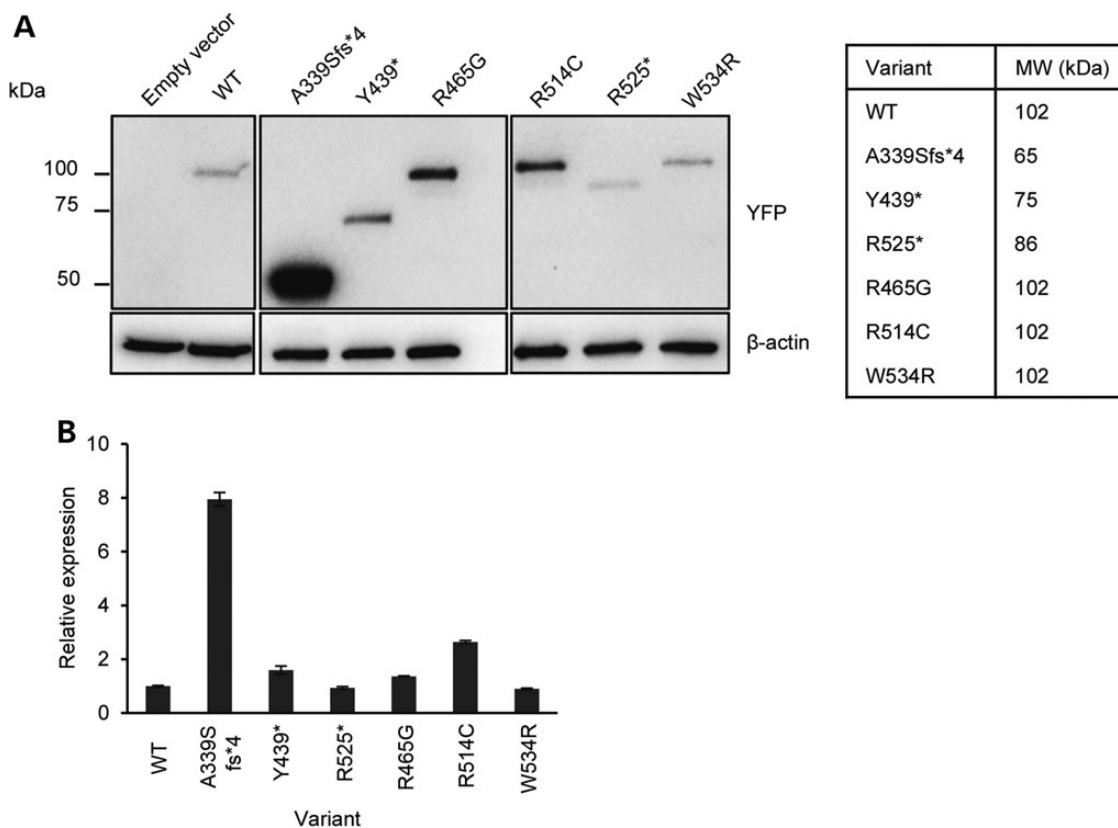 A
kDa
Empty vector
WT
A339Sfs*4
Y439*
R465G
R514C
R525*
W534R
100
75
50
YFP
β-actin
Variant MW (kDa)
WT 102
A339Sfs*4 65
Y439* 75
R525* 86
R465G 102
R514C 102
W534R 102
B
Relative expression
10
8
6
4
2
0
WT
A339S
fs*4
Y439*
R525*
R465G
R514C
W534R
Variant